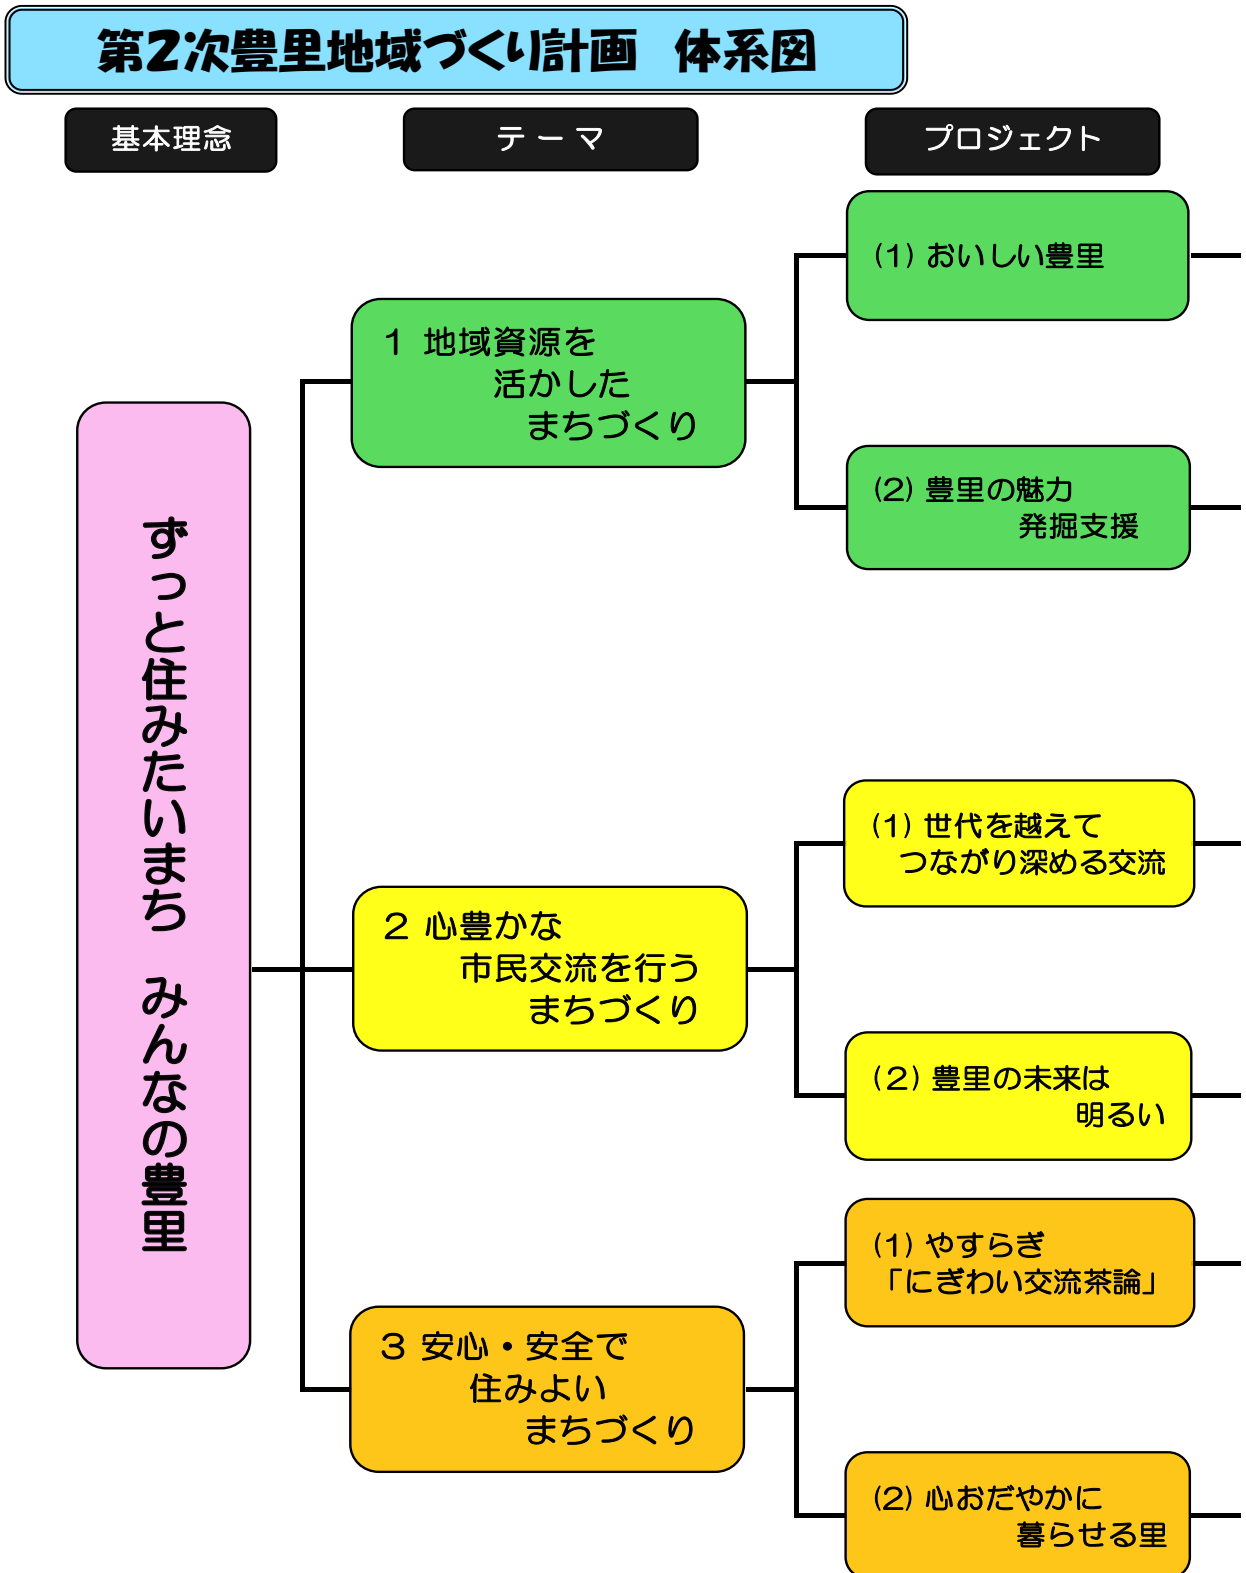 第2次豊里地域づくり計画　体系図
基本理念
テーマ
プロジェクト
ずっと住みたいまち　みんなの豊里
1 地域資源を
活かした
まちづくり
(1) おいしい豊里
(2) 豊里の魅力
発掘支援
2 心豊かな
市民交流を行う
まちづくり
(1) 世代を越えて
つながり深める交流
(2) 豊里の未来は
明るい
3 安心・安全で
住みよい
まちづくり
(1) やすらぎ
「にぎわい交流茶論」
(2) 心おだやかに
暮らせる里